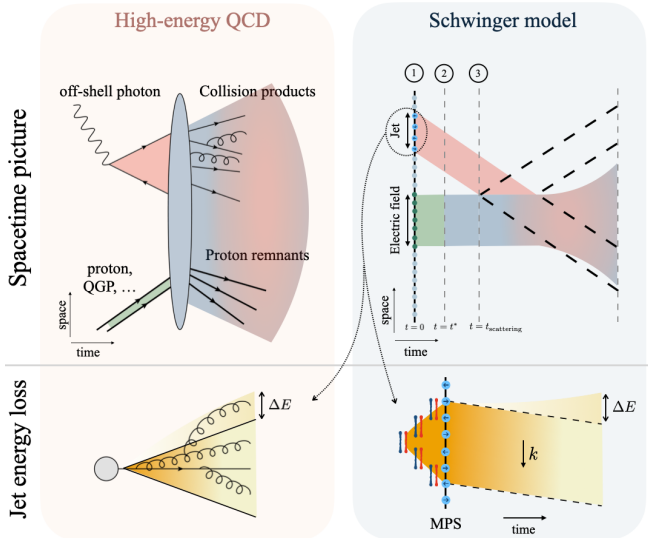 High-energy QCD
Schwinger model
Spacetime picture
off-shell photon
Collision products
proton,
QGP, …
Proton remnants
space
time
1
2
3
Jet
Electric field
space
t = 0
t = t*
t = t_scattering
time
Jet energy loss
ΔE
ΔE
k
MPS
time